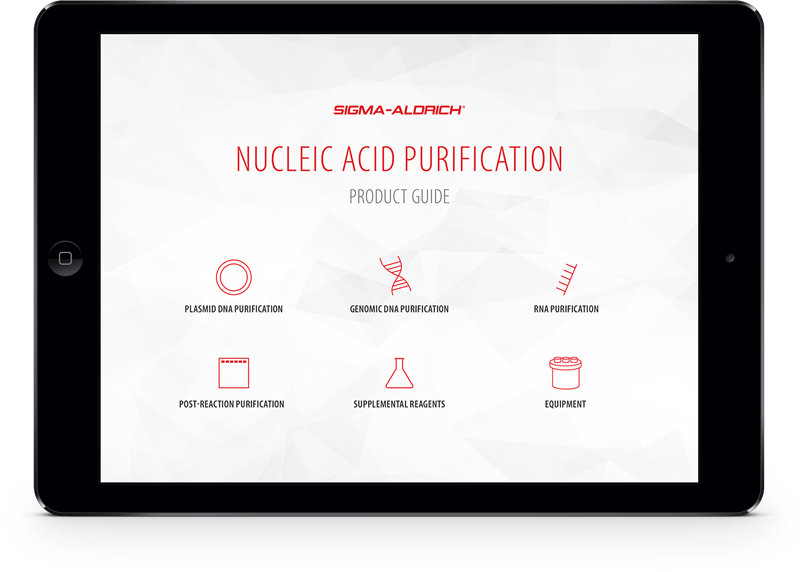 SIGMA-ALDRICH®
NUCLEIC ACID PURIFICATION
PRODUCT GUIDE
PLASMID DNA PURIFICATION
GENOMIC DNA PURIFICATION
RNA PURIFICATION
POST-REACTION PURIFICATION
SUPPLEMENTAL REAGENTS
EQUIPMENT